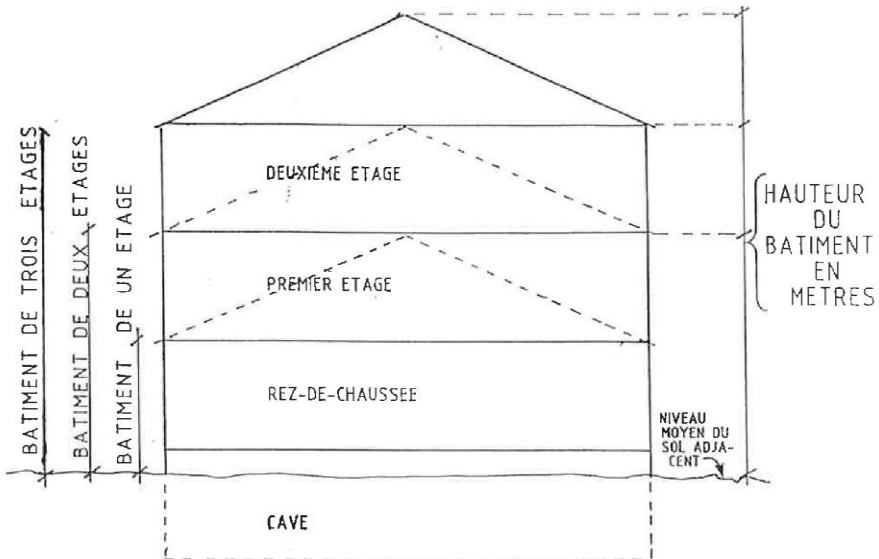 BATIMENT DE TROIS ETAGES
BATIMENT DE DEUX ETAGES
BATIMENT DE UN ETAGE
DEUXIEME ETAGE
PREMIER ETAGE
REZ-DE-CHAUSSEE
CAVE
HAUTEUR
DU
BATIMENT
EN
METRES
NIVEAU
MOYEN DU
SOL ADJA-
CENT